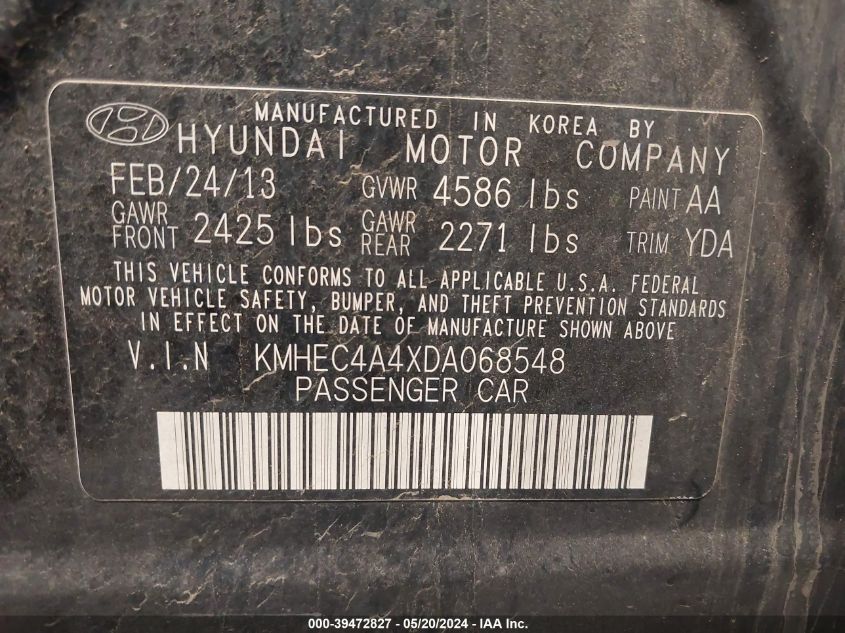 MANUFACTURED IN KOREA BY
HYUNDAI MOTOR COMPANY
FEB/24/13 GVWR 4586 lbs PAINT AA
GAWR FRONT 2425 lbs GAWR REAR 2271 lbs TRIM YDA
THIS VEHICLE CONFORMS TO ALL APPLICABLE U.S.A. FEDERAL
MOTOR VEHICLE SAFETY, BUMPER, AND THEFT PREVENTION STANDARDS
IN EFFECT ON THE DATE OF MANUFACTURE SHOWN ABOVE
V.I.N KMHEC4A4XDA068548
PASSENGER CAR
000-39472827 - 05/20/2024 - IAA Inc.